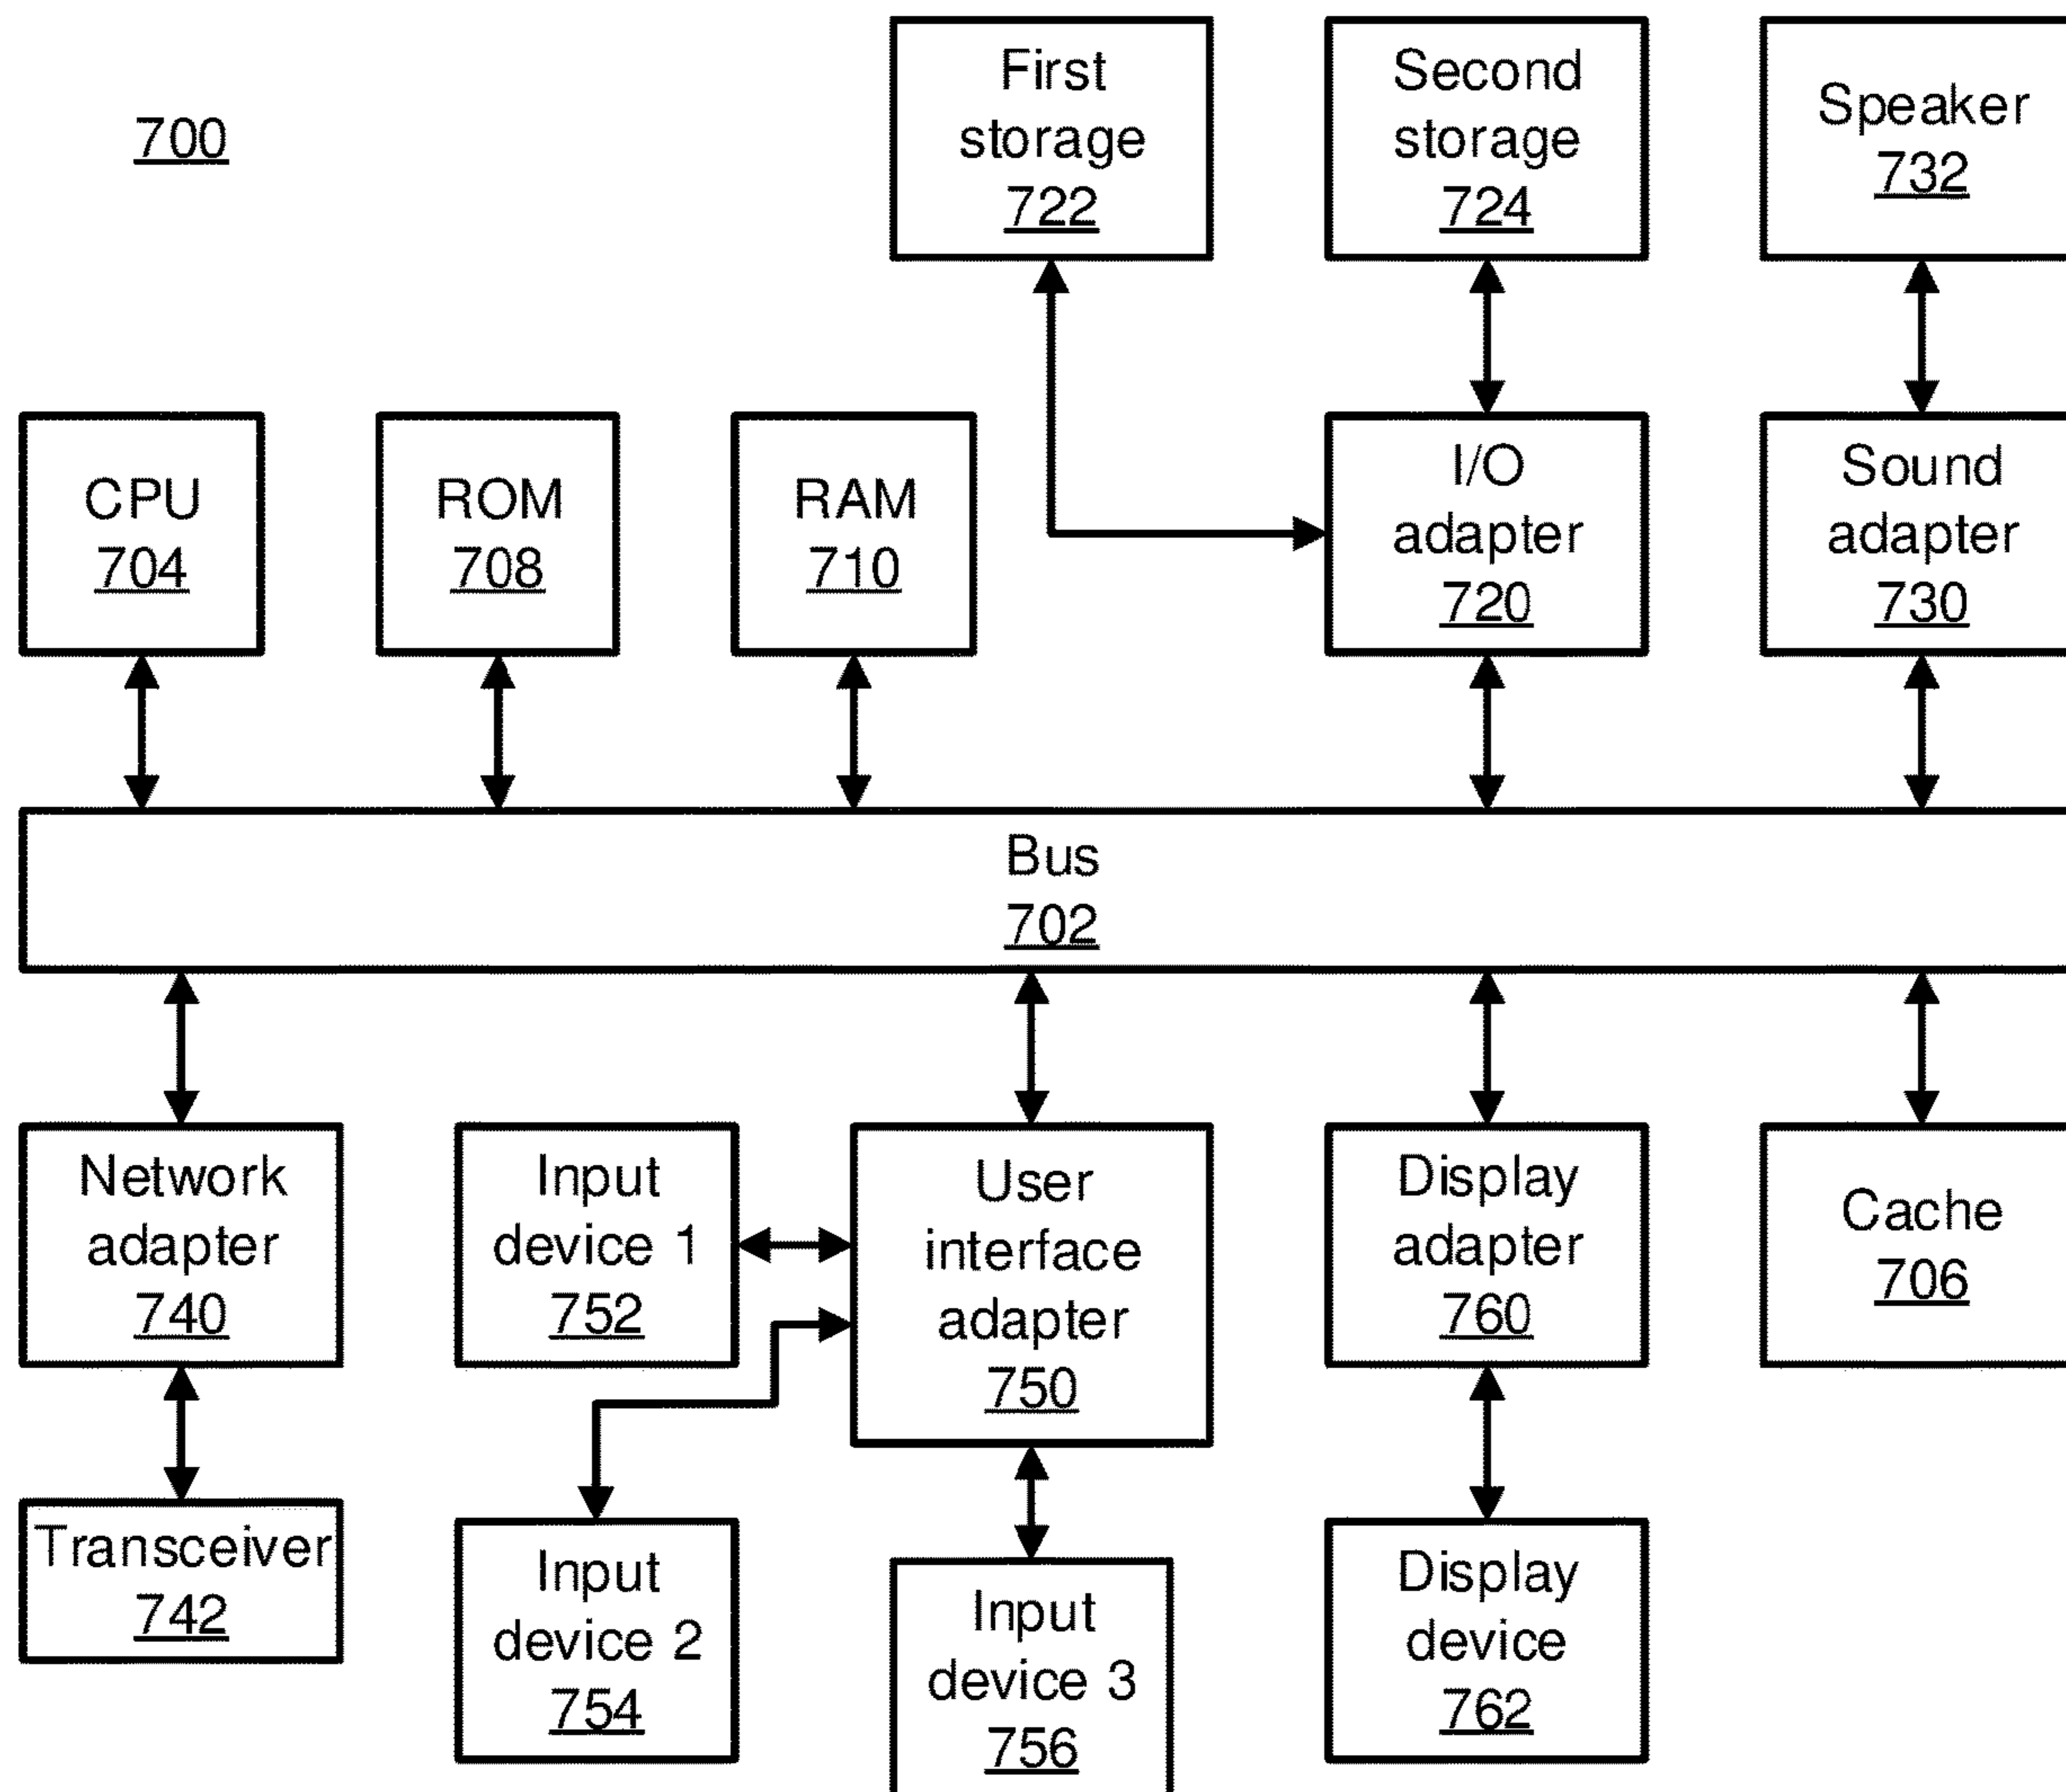 700
First
storage
722
Second
storage
724
Speaker
732
CPU
704
ROM
708
RAM
710
I/O
adapter
720
Sound
adapter
730
Bus
702
Network
adapter
740
Input
device 1
752
User
interface
adapter
750
Display
adapter
760
Cache
706
Transceiver
742
Input
device 2
754
Input
device 3
756
Display
device
762